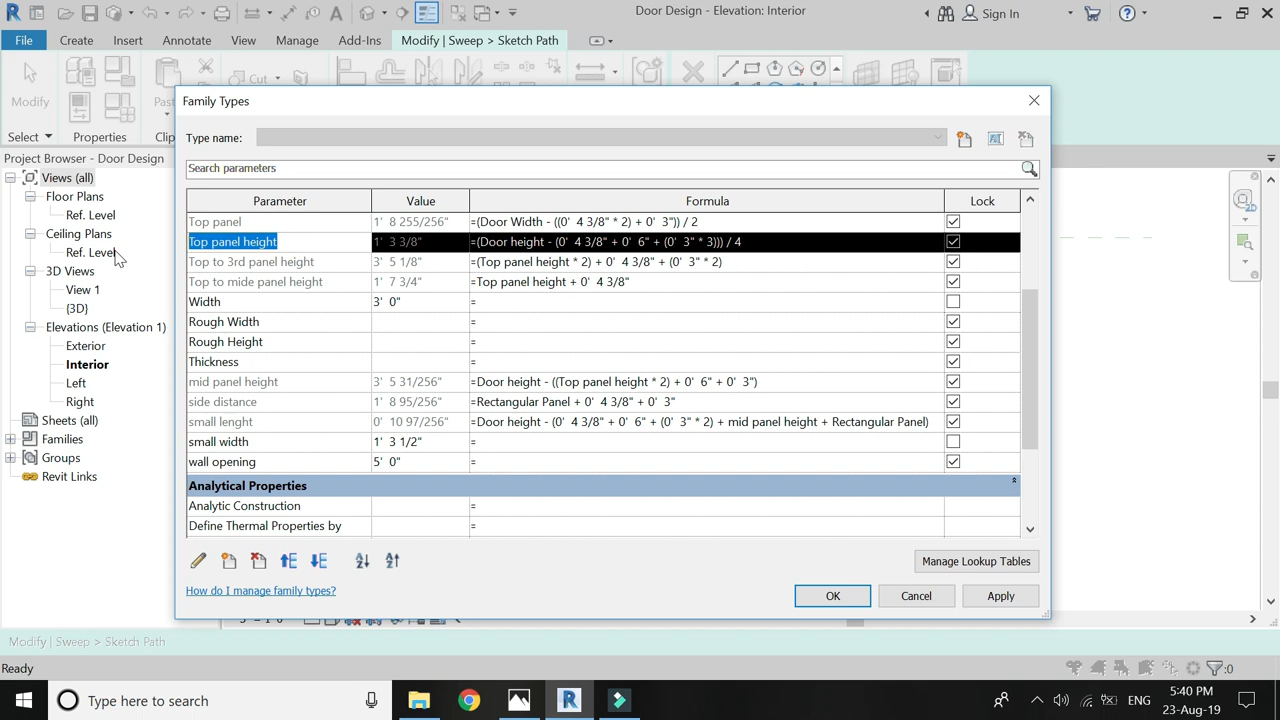 Door Design - Elevation: Interior
Sign In
File Create Insert Annotate View Manage Add-Ins Modify | Sweep > Sketch Path
Cut
Modify
Past
Select Properties Clip
Family Types
Type name:
Search parameters
Parameter Value Formula Lock
Top panel 1' 8 255/256" =(Door Width - ((0' 4 3/8" * 2) + 0' 3")) / 2
Top panel height 1' 3 3/8" =(Door height - (0' 4 3/8" + 0' 6" + (0' 3" * 3))) / 4
Top to 3rd panel height 3' 5 1/8" =(Top panel height * 2) + 0' 4 3/8" + (0' 3" * 2)
Top to mide panel height 1' 7 3/4" =Top panel height + 0' 4 3/8"
Width 3' 0" =
Rough Width =
Rough Height =
Thickness =
mid panel height 3' 5 31/256" =Door height - ((Top panel height * 2) + 0' 6" + 0' 3")
side distance 1' 8 95/256" =Rectangular Panel + 0' 4 3/8" + 0' 3"
small lenght 0' 10 97/256" =Door height - (0' 4 3/8" + 0' 6" + (0' 3" * 2) + mid panel height + Rectangular Panel)
small width 1' 3 1/2" =
wall opening 5' 0" =
Analytical Properties
Analytic Construction =
Define Thermal Properties by =
Manage Lookup Tables
How do I manage family types?
OK Cancel Apply
Project Browser - Door Design
Views (all)
Floor Plans
Ref. Level
Ceiling Plans
Ref. Level
3D Views
View 1
{3D}
Elevations (Elevation 1)
Exterior
Interior
Left
Right
Sheets (all)
Families
Groups
Revit Links
Modify | Sweep > Sketch Path
Ready
:0
Type here to search
ENG
5:40 PM
23-Aug-19